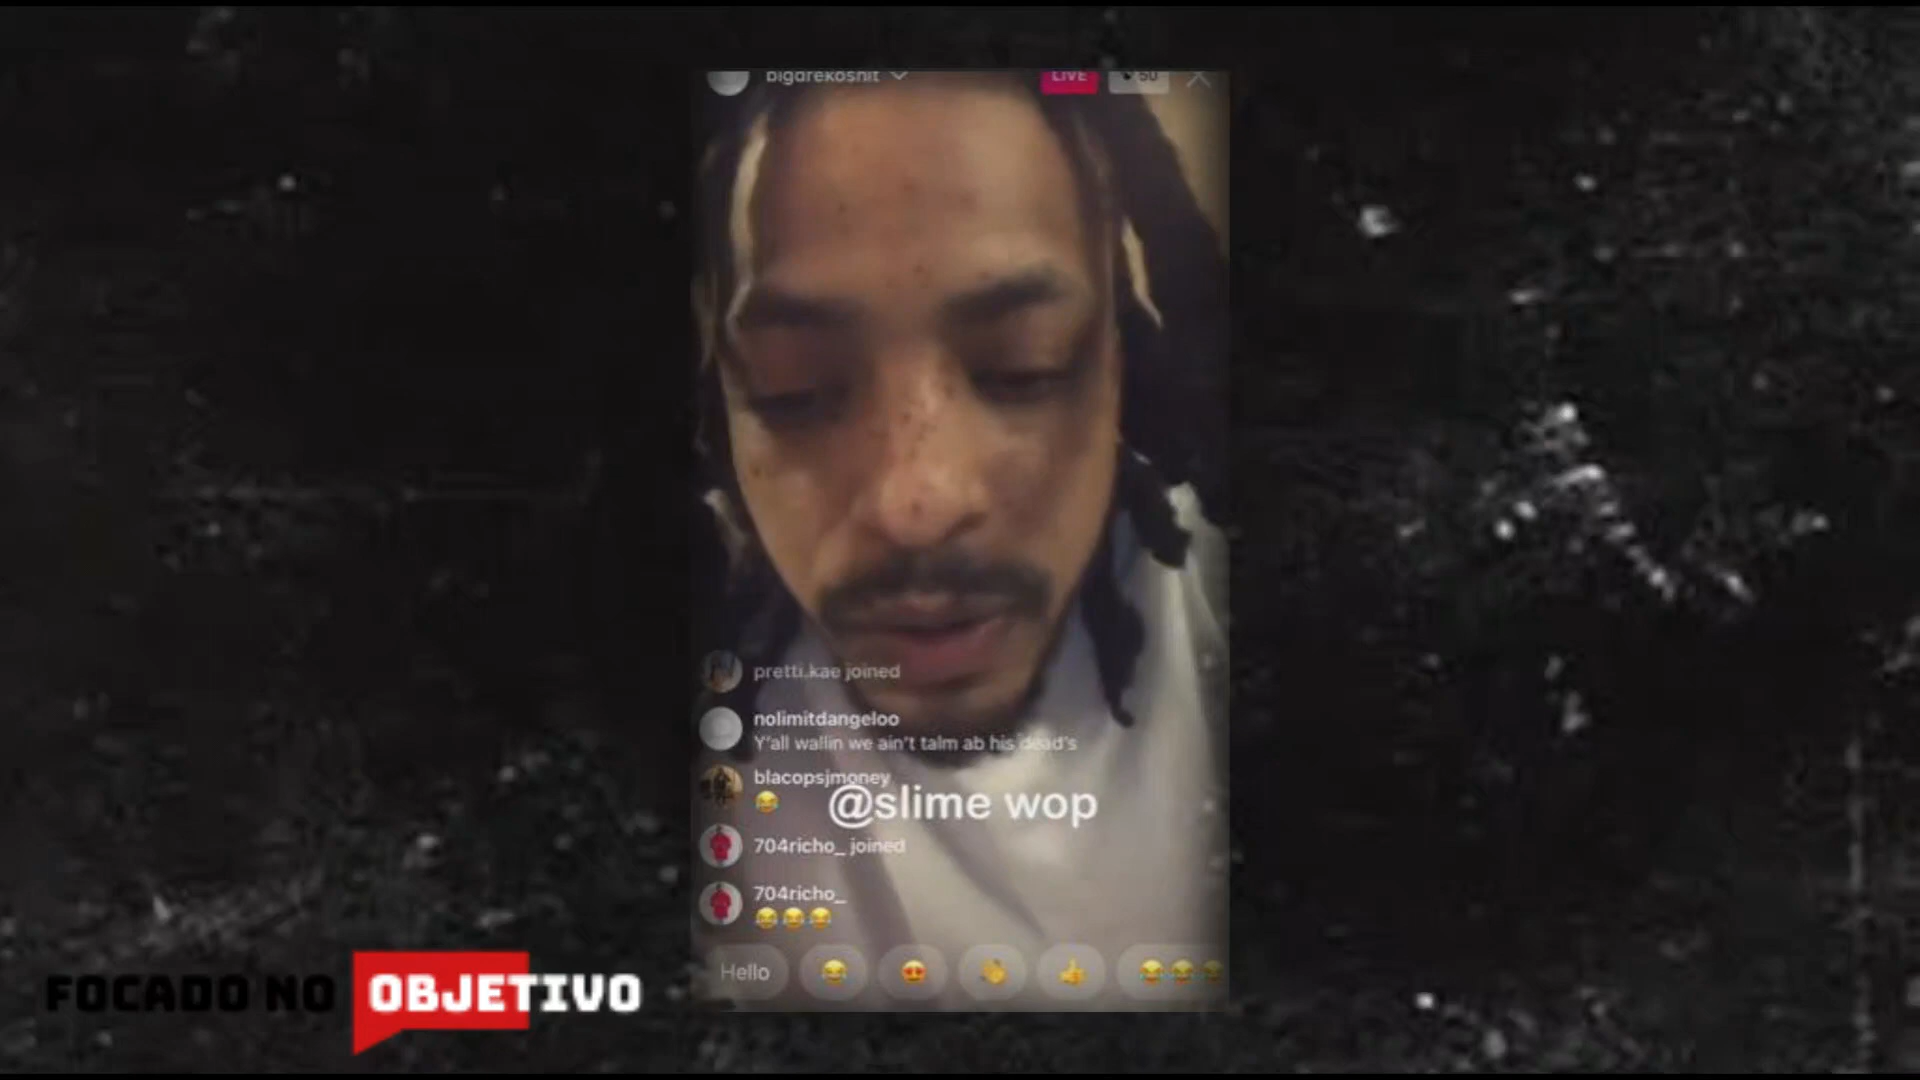 bigdrekoshit
LIVE
50
pretti.kae joined
nolimitdangeloo
Y'all wallin we ain't talm ab his dead's
blacopsjmoney
😂
@slime wop
704richo_ joined
704richo_
😂😂😂
Hello 😂 😍 👏 👍 😂😂😂
FOCADO NO OBJETIVO